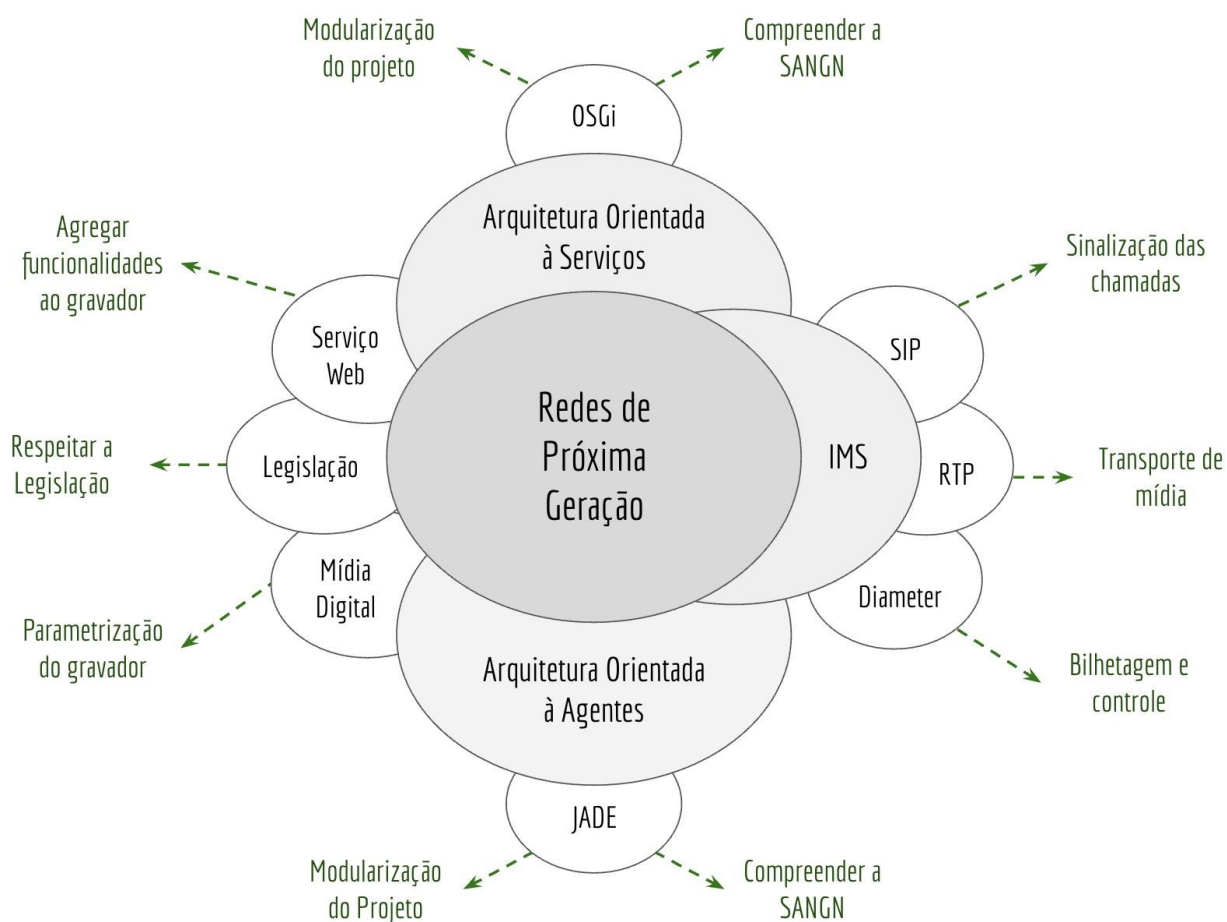 Modularização
do projeto
Compreender a
SANGN
OSGi
Arquitetura Orientada
à Serviços
Agregar
funcionalidades
ao gravador
Sinalização das
chamadas
Serviço
Web
SIP
Redes de
Próxima
Geração
IMS
Respeitar a
Legislação
Legislação
RTP
Transporte de
mídia
Mídia
Digital
Diameter
Parametrização
do gravador
Arquitetura Orientada
à Agentes
Bilhetagem e
controle
JADE
Modularização
do Projeto
Compreender a
SANGN